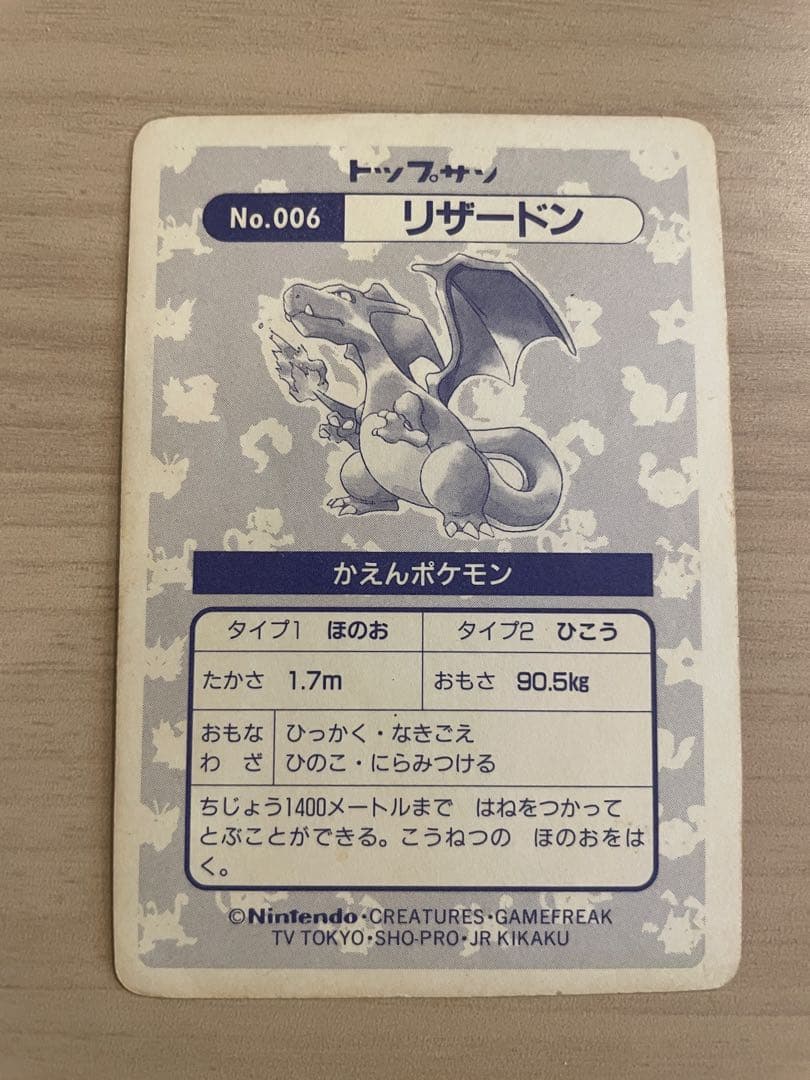 トップサン
No.006 リザードン
かえんポケモン
タイプ1 ほのお タイプ2 ひこう
たかさ 1.7m おもさ 90.5kg
おもな ひっかく・なきごえ
わ ざ ひのこ・にらみつける
ちじょう1400メートルまで はねをつかって
とぶことができる。こうねつの ほのおをは
く。
©Nintendo・CREATURES・GAMEFREAK
TV TOKYO・SHO-PRO・JR KIKAKU